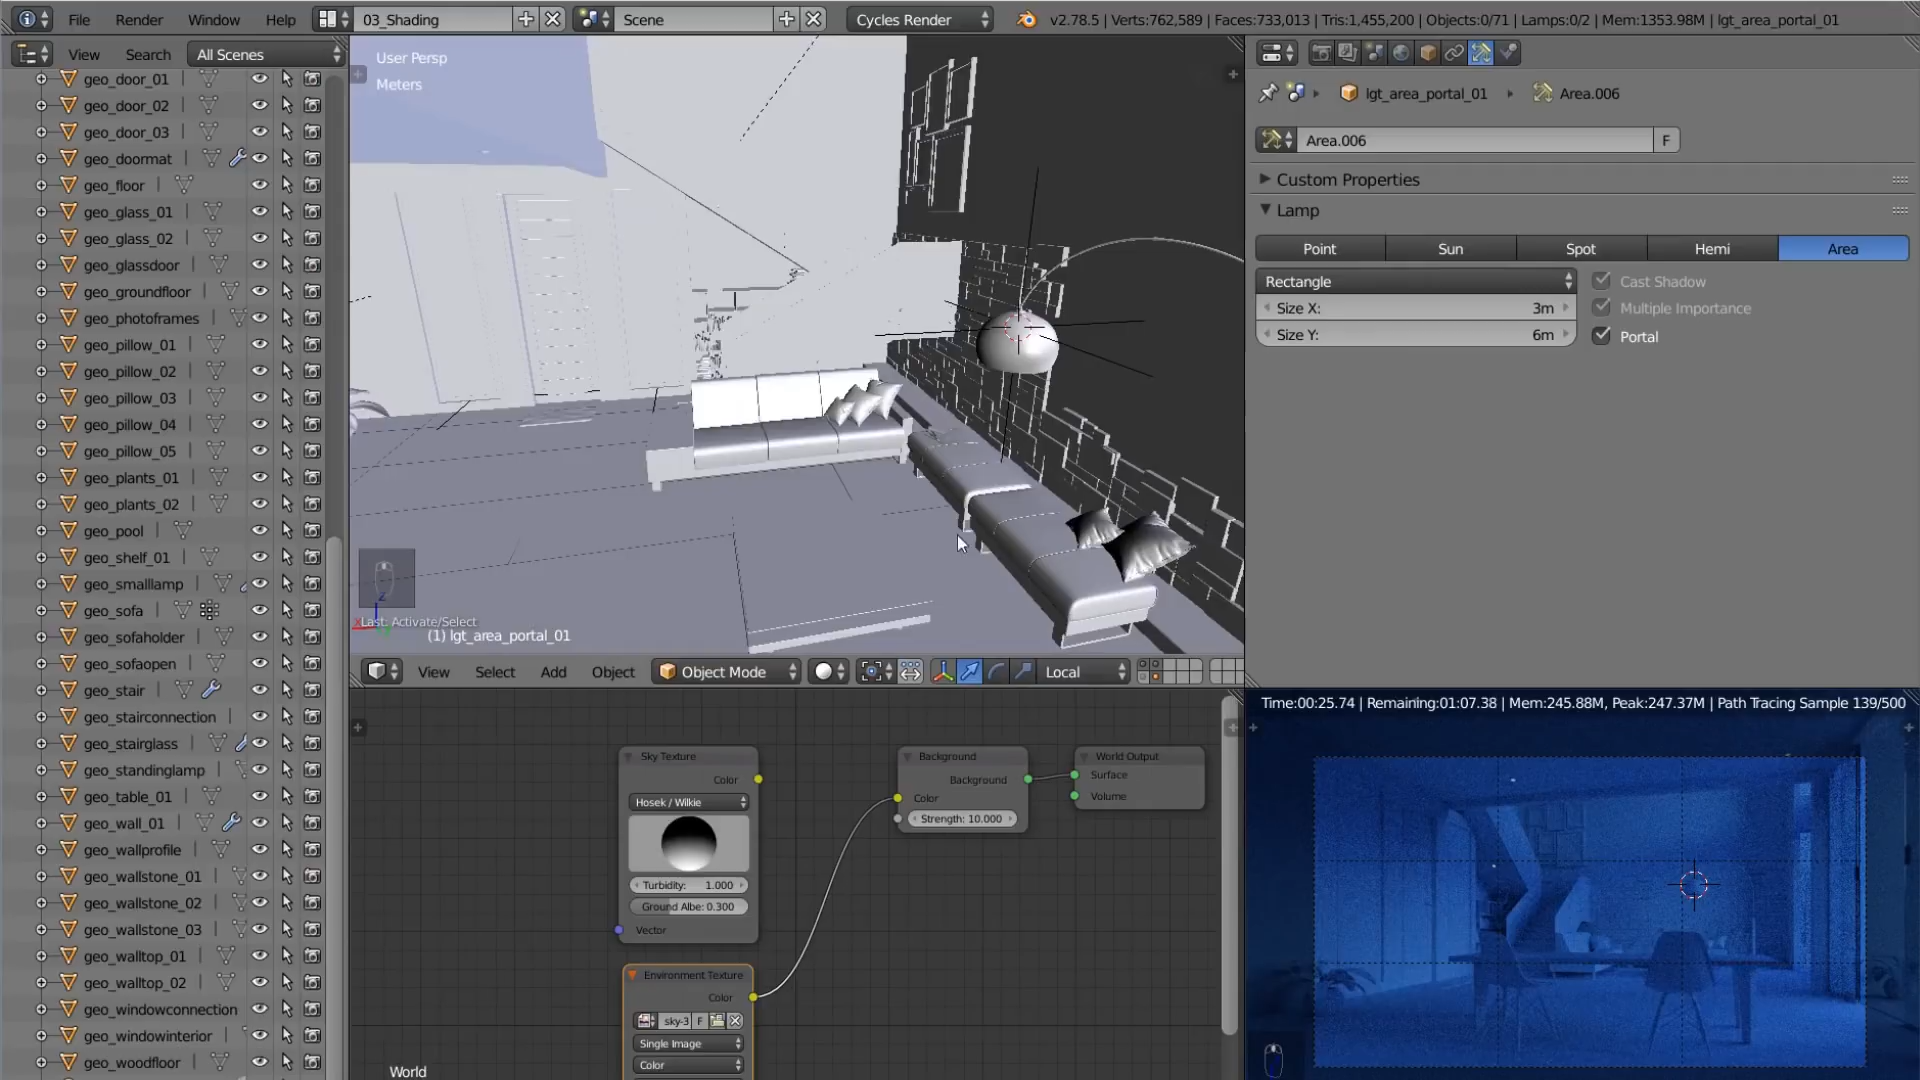 File Render Window Help 03_Shading Scene Cycles Render v2.78.5 | Verts:762,589 | Faces:733,013 | Tris:1,455,200 | Objects:0/71 | Lamps:0/2 | Mem:1353.98M | lgt_area_portal_01
View Search All Scenes
geo_door_01
geo_door_02
geo_door_03
geo_doormat
geo_floor
geo_glass_01
geo_glass_02
geo_glassdoor
geo_groundfloor
geo_photoframes
geo_pillow_01
geo_pillow_02
geo_pillow_03
geo_pillow_04
geo_pillow_05
geo_plants_01
geo_plants_02
geo_pool
geo_shelf_01
geo_smalllamp
geo_sofa
geo_sofaholder
geo_sofaopen
geo_stair
geo_stairconnection
geo_stairglass
geo_standinglamp
geo_table_01
geo_wall_01
geo_wallprofile
geo_wallstone_01
geo_wallstone_02
geo_wallstone_03
geo_walltop_01
geo_walltop_02
geo_windowconnection
geo_windowinterior
geo_woodfloor
User Persp
Meters
Last: Activate/Select
(1) lgt_area_portal_01
View Select Add Object Object Mode Local
Sky Texture
Color
Hosek / Wilkie
Turbidity: 1.000
Ground Albe: 0.300
Vector
Environment Texture
Color
sky-3 F
Single Image
Color
Background
Background
Color
Strength: 10.000
World Output
Surface
Volume
World
lgt_area_portal_01 Area.006
Area.006 F
Custom Properties
Lamp
Point Sun Spot Hemi Area
Rectangle Cast Shadow
Size X: 3m Multiple Importance
Size Y: 6m Portal
Time:00:25.74 | Remaining:01:07.38 | Mem:245.88M, Peak:247.37M | Path Tracing Sample 139/500